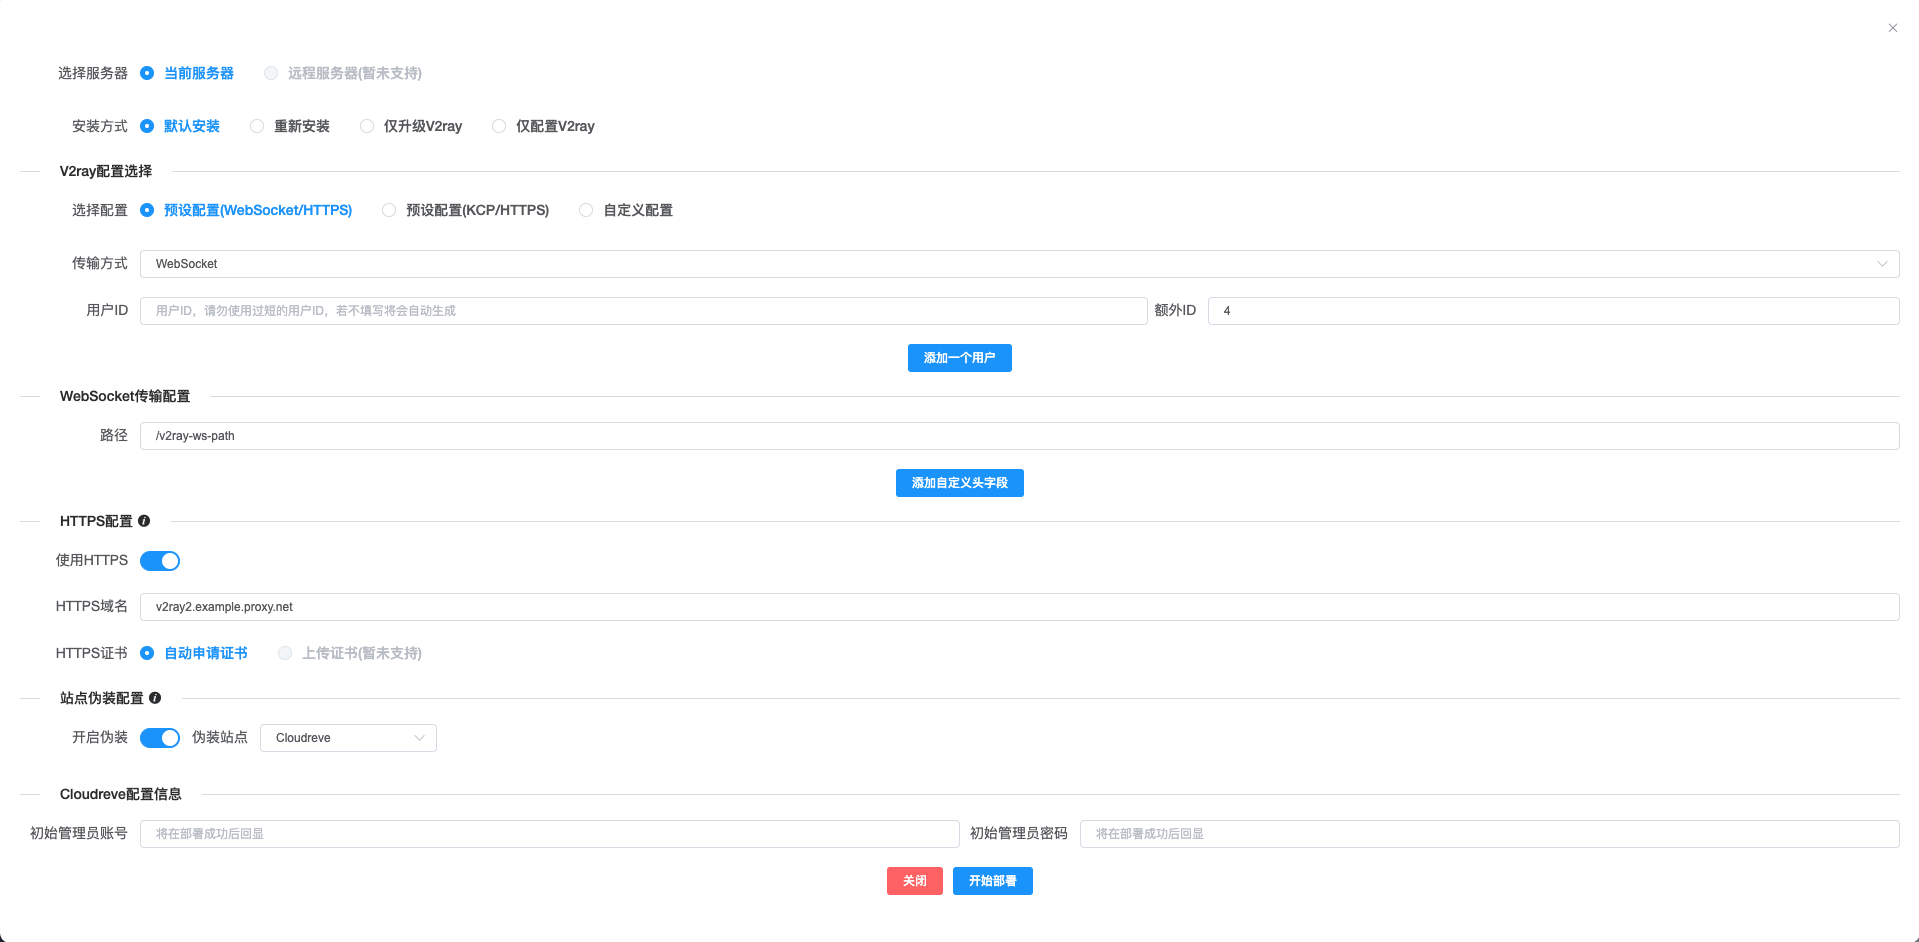 选择服务器 当前服务器 远程服务器(暂未支持)
安装方式 默认安装 重新安装 仅升级V2ray 仅配置V2ray
V2ray配置选择
选择配置 预设配置(WebSocket/HTTPS) 预设配置(KCP/HTTPS) 自定义配置
传输方式 WebSocket
用户ID 用户ID，请勿使用过短的用户ID，若不填写将会自动生成 额外ID 4
添加一个用户
WebSocket传输配置
路径 /v2ray-ws-path
添加自定义头字段
HTTPS配置
使用HTTPS
HTTPS域名 v2ray2.example.proxy.net
HTTPS证书 自动申请证书 上传证书(暂未支持)
站点伪装配置
开启伪装 伪装站点 Cloudreve
Cloudreve配置信息
初始管理员账号 将在部署成功后回显 初始管理员密码 将在部署成功后回显
关闭 开始部署